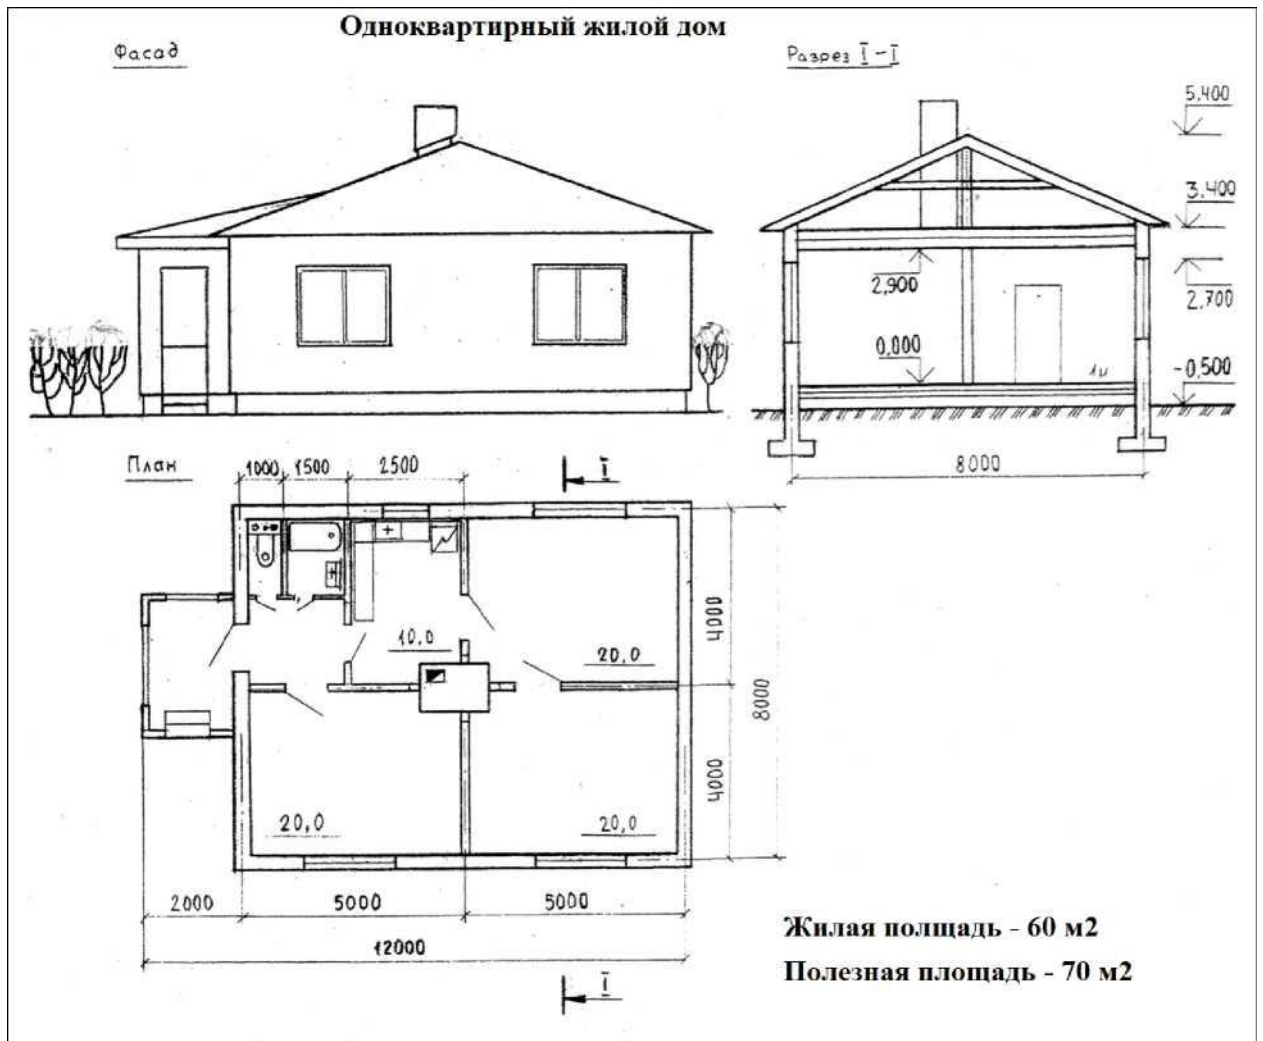 Одноквартирный жилой дом
Фасад
Разрез I-I
5,400
3,400
2,900
2,700
0,000
1м
-0,500
8000
План
1000 1500 2500
I
10,0
20,0
4000
8000
4000
20,0
20,0
2000 5000 5000
12000
I
Жилая полщадь - 60 м2
Полезная площадь - 70 м2